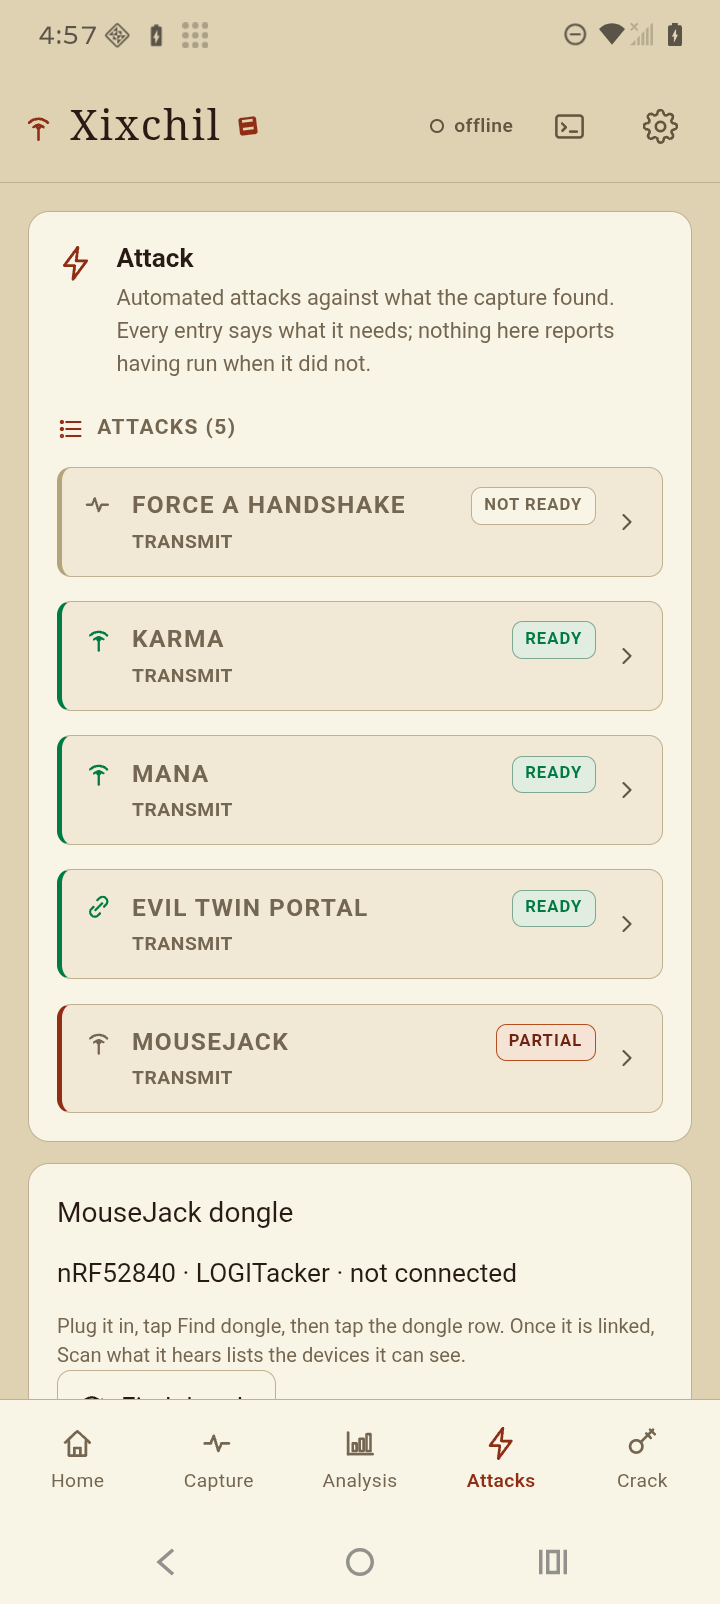 4:57
Xixchil
offline
Attack
Automated attacks against what the capture found.
Every entry says what it needs; nothing here reports
having run when it did not.
ATTACKS (5)
FORCE A HANDSHAKE
NOT READY
TRANSMIT
KARMA
READY
TRANSMIT
MANA
READY
TRANSMIT
EVIL TWIN PORTAL
READY
TRANSMIT
MOUSEJACK
PARTIAL
TRANSMIT
MouseJack dongle
nRF52840 · LOGITacker · not connected
Plug it in, tap Find dongle, then tap the dongle row. Once it is linked,
Scan what it hears lists the devices it can see.
Home
Capture
Analysis
Attacks
Crack